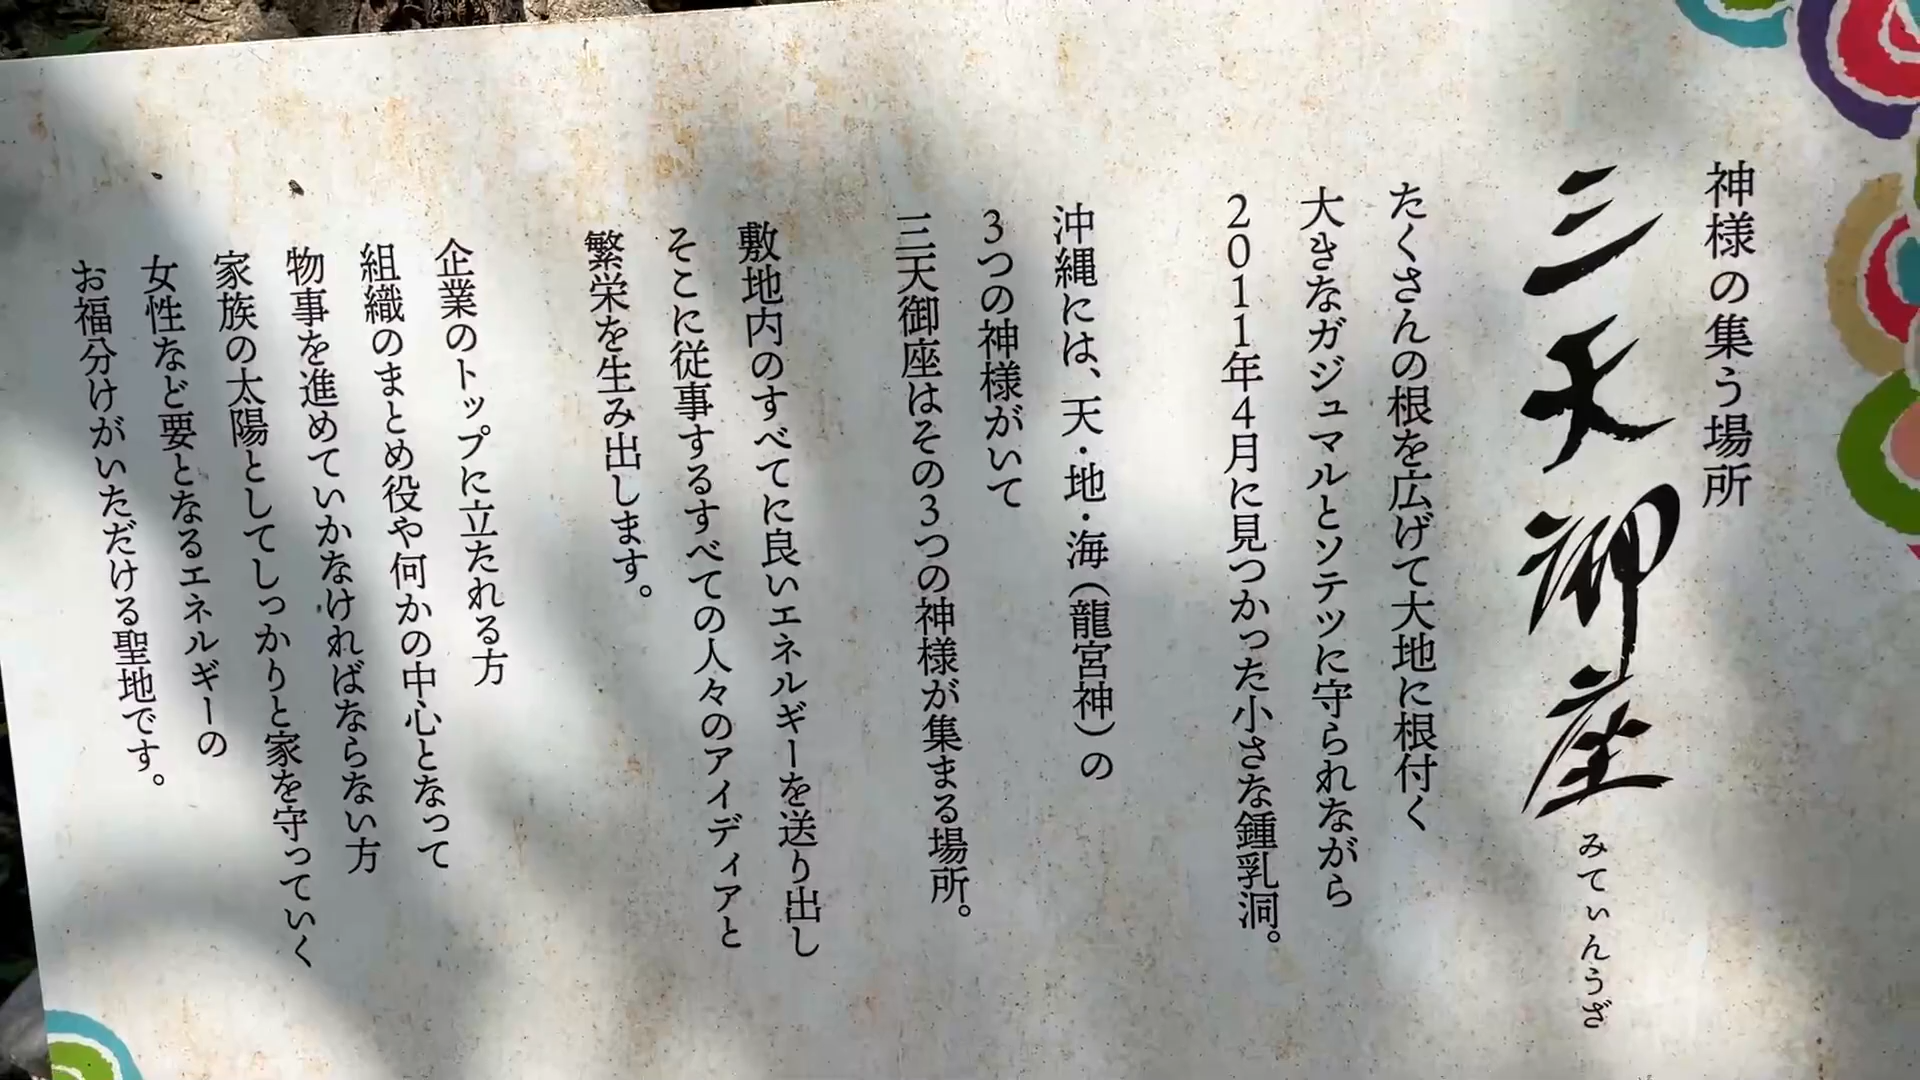 神様の集う場所
三天御座
みてぃんうざ
たくさんの根を広げて大地に根付く
大きなガジュマルとソテツに守られながら
2011年4月に見つかった小さな鍾乳洞。
沖縄には、天・地・海（龍宮神）の
3つの神様がいて
三天御座はその3つの神様が集まる場所。
敷地内のすべてに良いエネルギーを送り出し
そこに従事するすべての人々のアイディアと
繁栄を生み出します。
企業のトップに立たれる方
組織のまとめ役や何かの中心となって
物事を進めていかなければならない方
家族の太陽としてしっかりと家を守っていく
女性など要となるエネルギーの
お福分けがいただける聖地です。